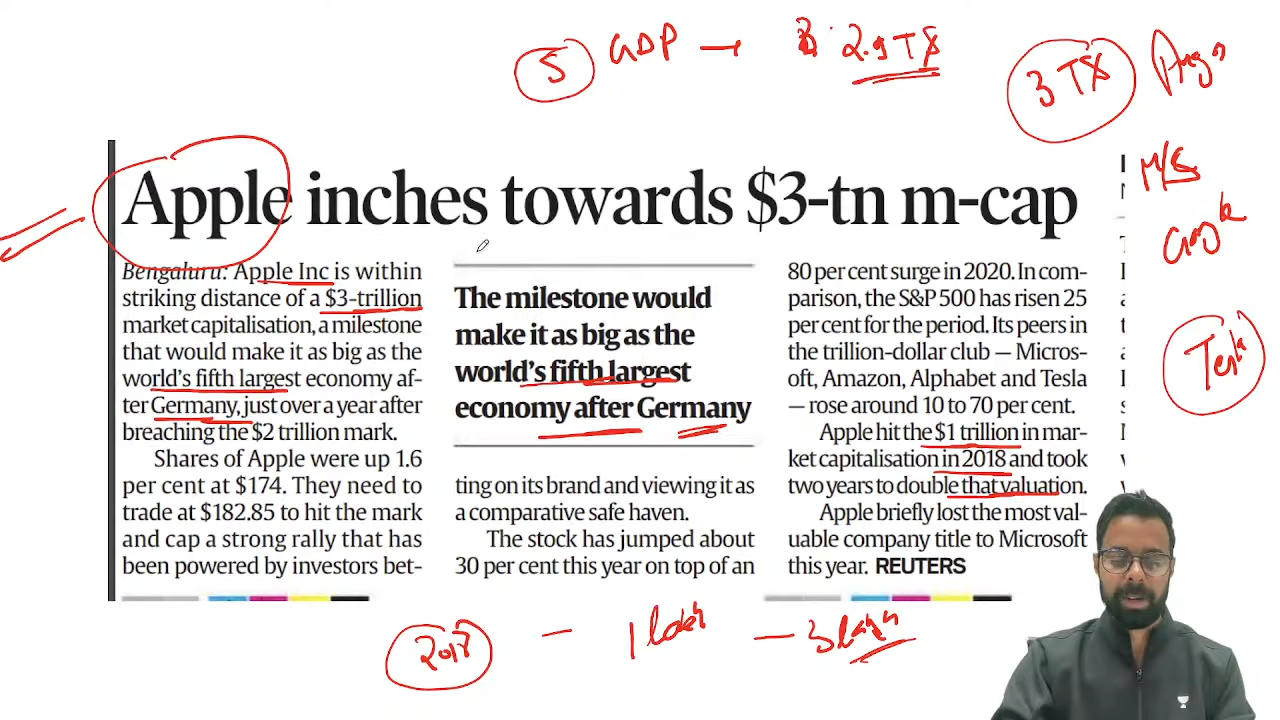 5 GDP → 2.9 T$
3 T$
Apple inches towards $3-tn m-cap
M/S
Bengaluru: Apple Inc is within
striking distance of a $3-trillion
market capitalisation, a milestone
that would make it as big as the
world's fifth largest economy af-
ter Germany, just over a year after
breaching the $2 trillion mark.
Shares of Apple were up 1.6
per cent at $174. They need to
trade at $182.85 to hit the mark
and cap a strong rally that has
been powered by investors bet-
The milestone would
make it as big as the
world's fifth largest
economy after Germany
ting on its brand and viewing it as
a comparative safe haven.
The stock has jumped about
30 per cent this year on top of an
80 per cent surge in 2020. In com-
parison, the S&P 500 has risen 25
per cent for the period. Its peers in
the trillion-dollar club — Micros-
oft, Amazon, Alphabet and Tesla
— rose around 10 to 70 per cent.
Apple hit the $1 trillion in mar-
ket capitalisation in 2018 and took
two years to double that valuation.
Apple briefly lost the most val-
uable company title to Microsoft
this year. REUTERS
Tesla
2018 — 1 lakh — 3 lakh